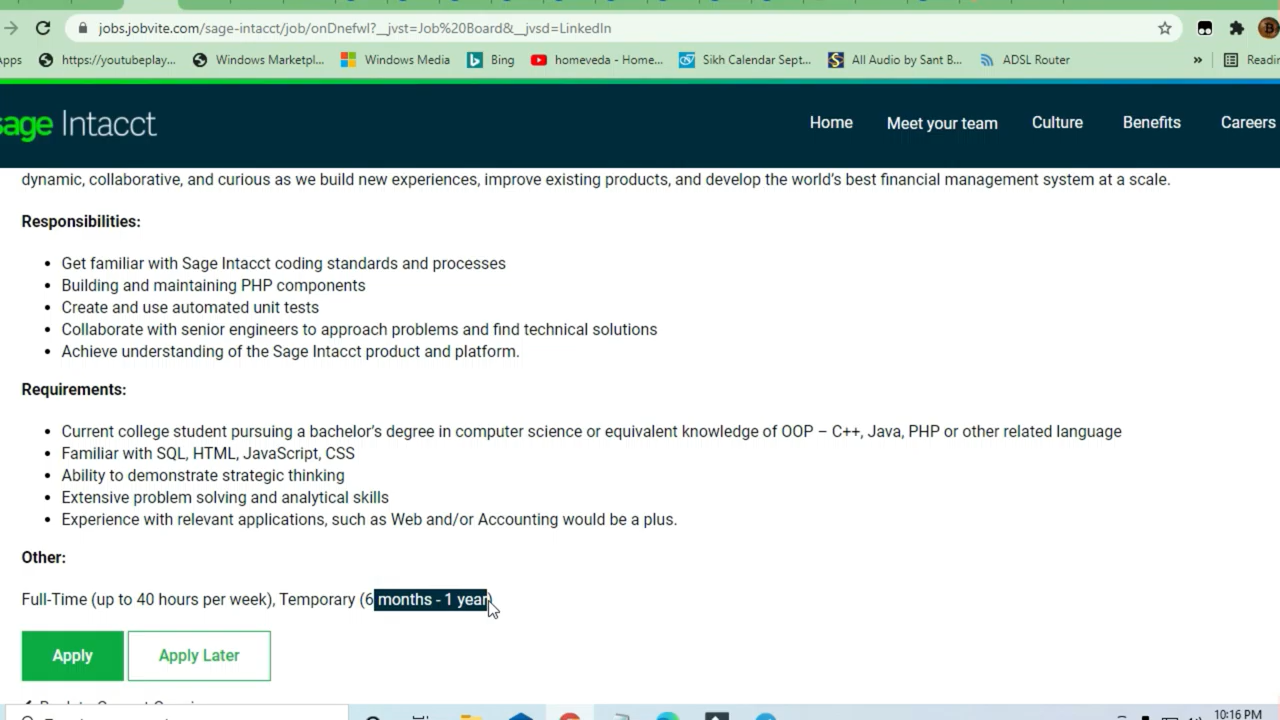 jobs.jobvite.com/sage-intacct/job/onDnefwl?__jvst=Job%20Board&__jvsd=LinkedIn
https://youtubeplay... Windows Marketpl... Windows Media Bing homeveda - Home... Sikh Calendar Sept... All Audio by Sant B... ADSL Router »
sage Intacct Home Meet your team Culture Benefits Careers
dynamic, collaborative, and curious as we build new experiences, improve existing products, and develop the world's best financial management system at a scale.
Responsibilities:
• Get familiar with Sage Intacct coding standards and processes
• Building and maintaining PHP components
• Create and use automated unit tests
• Collaborate with senior engineers to approach problems and find technical solutions
• Achieve understanding of the Sage Intacct product and platform.
Requirements:
• Current college student pursuing a bachelor's degree in computer science or equivalent knowledge of OOP – C++, Java, PHP or other related language
• Familiar with SQL, HTML, JavaScript, CSS
• Ability to demonstrate strategic thinking
• Extensive problem solving and analytical skills
• Experience with relevant applications, such as Web and/or Accounting would be a plus.
Other:
Full-Time (up to 40 hours per week), Temporary (6 months - 1 year)
Apply Apply Later
10:16 PM